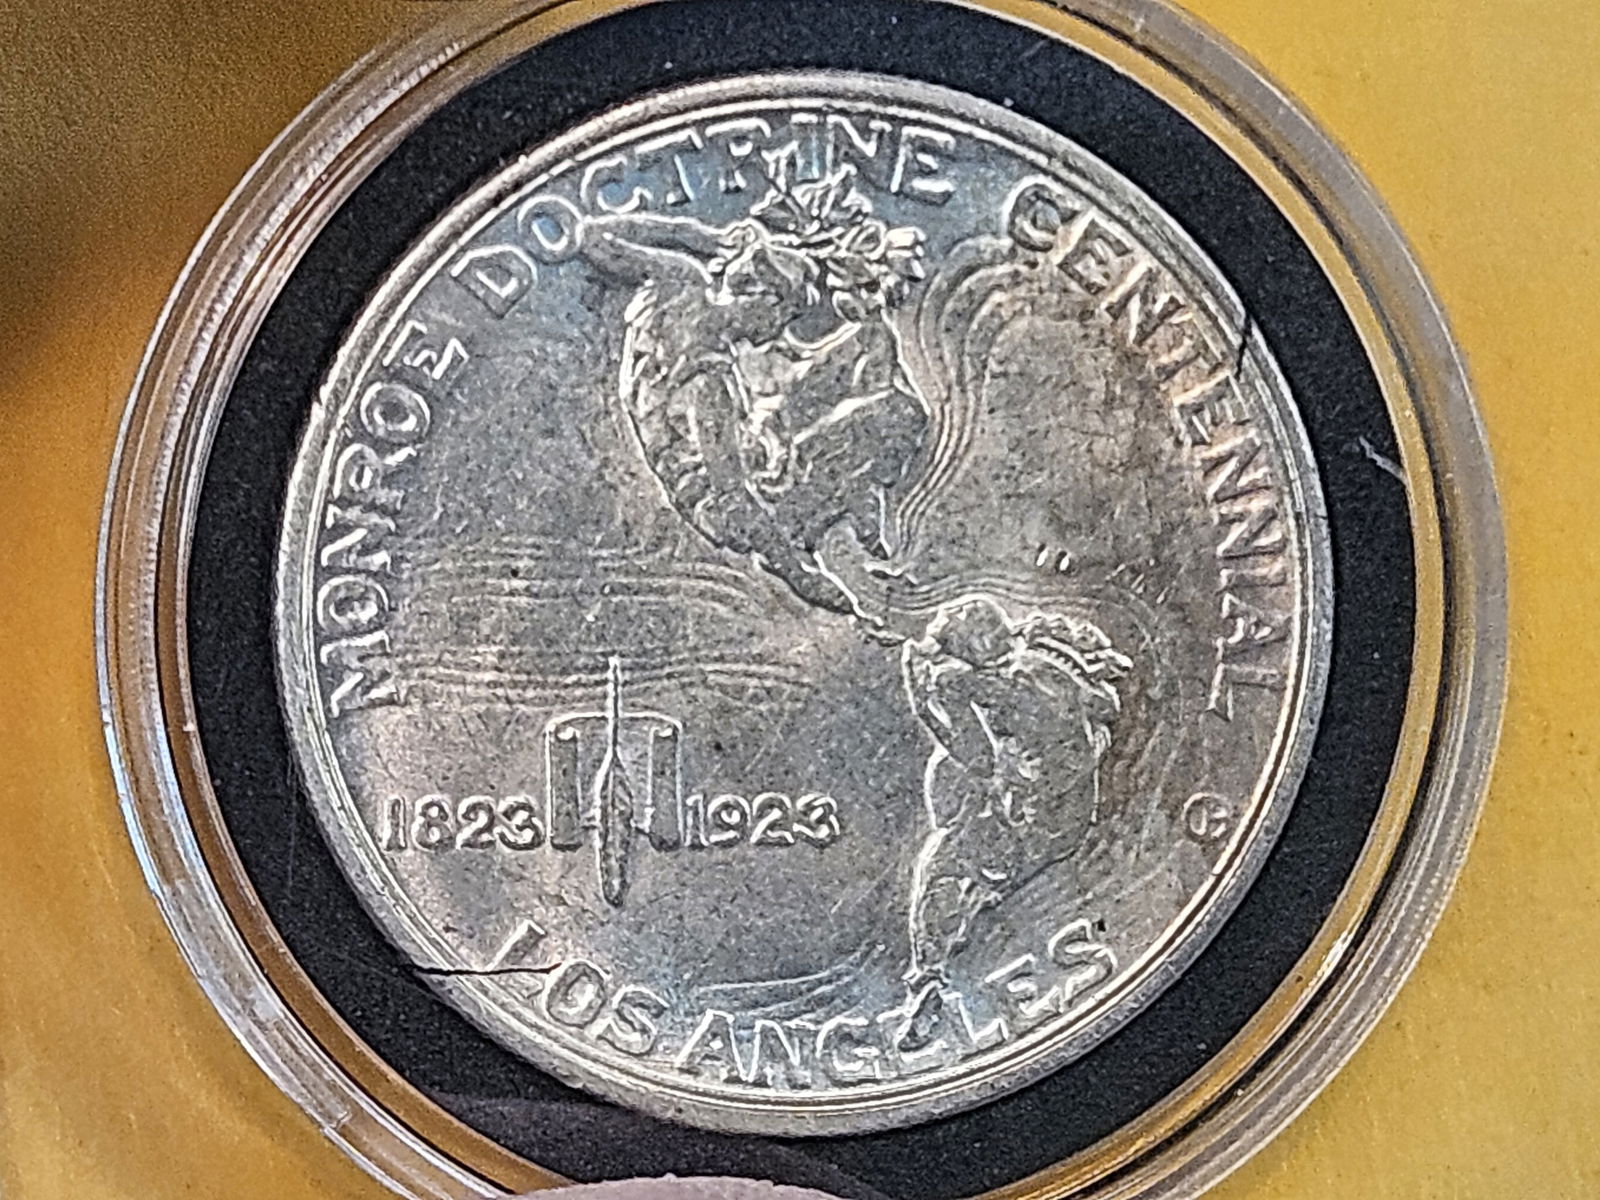 MONROE DOCTRINE CENTENNIAL
1823 1923
LOS ANGELES